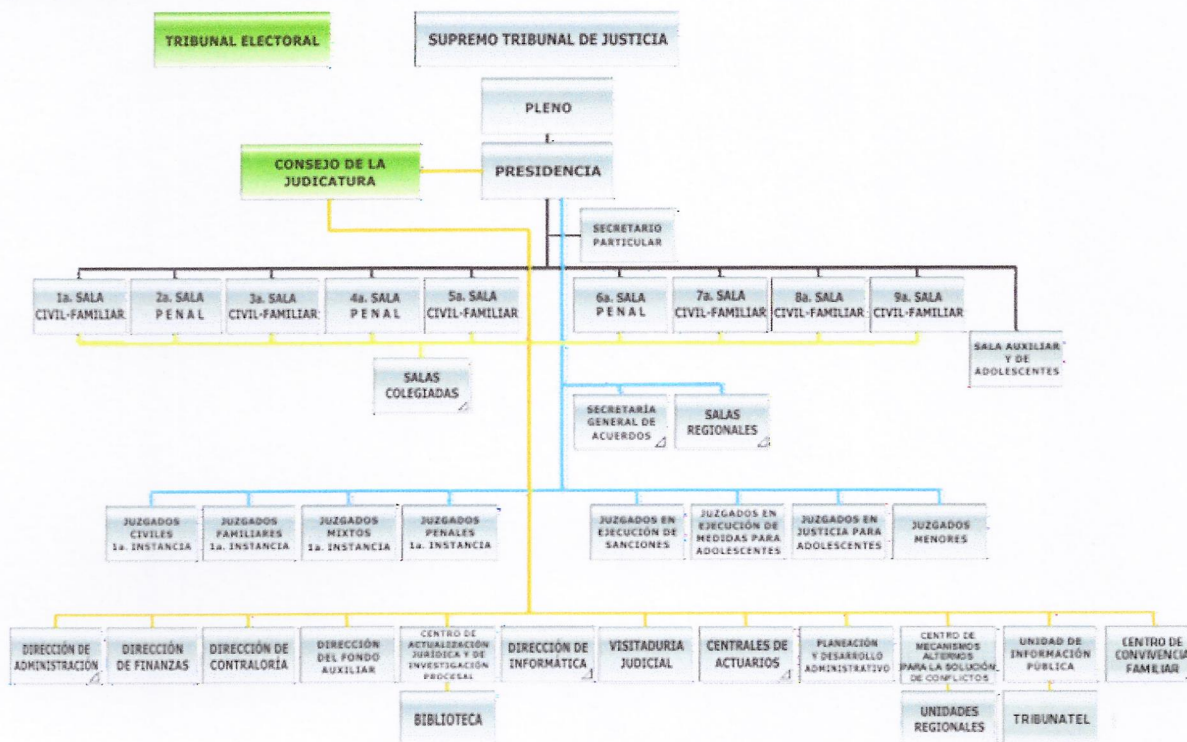 TRIBUNAL ELECTORAL
SUPREMO TRIBUNAL DE JUSTICIA
PLENO
CONSEJO DE LA
JUDICATURA
PRESIDENCIA
SECRETARIO
PARTICULAR
1a. SALA
CIVIL-FAMILIAR
2a. SALA
P E N A L
3a. SALA
CIVIL-FAMILIAR
4a. SALA
P E N A L
5a. SALA
CIVIL-FAMILIAR
6a. SALA
P E N A L
7a. SALA
CIVIL-FAMILIAR
8a. SALA
CIVIL-FAMILIAR
9a. SALA
CIVIL-FAMILIAR
SALA AUXILIAR
Y DE
ADOLESCENTES
SALAS
COLEGIADAS
SECRETARÍA
GENERAL DE
ACUERDOS
SALAS
REGIONALES
JUZGADOS
CIVILES
1a. INSTANCIA
JUZGADOS
FAMILIARES
1a. INSTANCIA
JUZGADOS
MIXTOS
1a. INSTANCIA
JUZGADOS
PENALES
1a. INSTANCIA
JUZGADOS EN
EJECUCIÓN DE
SANCIONES
JUZGADOS EN
EJECUCIÓN DE
MEDIDAS PARA
ADOLESCENTES
JUZGADOS EN
JUSTICIA PARA
ADOLESCENTES
JUZGADOS
MENORES
DIRECCIÓN DE
ADMINISTRACIÓN
DIRECCIÓN
DE FINANZAS
DIRECCIÓN DE
CONTRALORÍA
DIRECCIÓN
DEL FONDO
AUXILIAR
CENTRO DE
ACTUALIZACIÓN
JURÍDICA Y DE
INVESTIGACIÓN
PROCESAL
DIRECCIÓN DE
INFORMÁTICA
VISITADURIA
JUDICIAL
CENTRALES DE
ACTUARIOS
PLANEACIÓN
Y DESARROLLO
ADMINISTRATIVO
CENTRO DE
MECANISMOS
ALTERNOS
PARA LA SOLUCIÓN
DE CONFLICTOS
UNIDAD DE
INFORMACIÓN
PÚBLICA
CENTRO DE
CONVIVENCIA
FAMILIAR
BIBLIOTECA
UNIDADES
REGIONALES
TRIBUNATEL